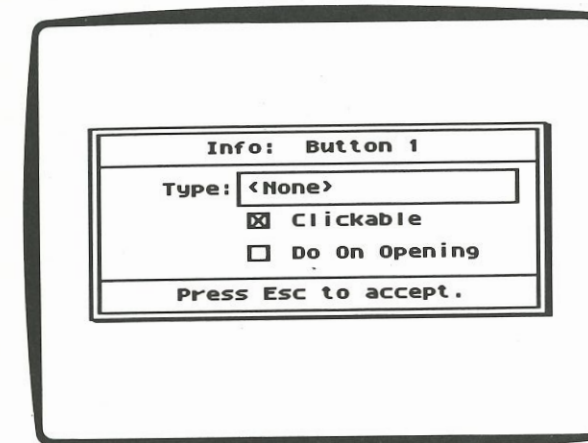 Info: Button 1
Type: <None>
Clickable
Do On Opening
Press Esc to accept.